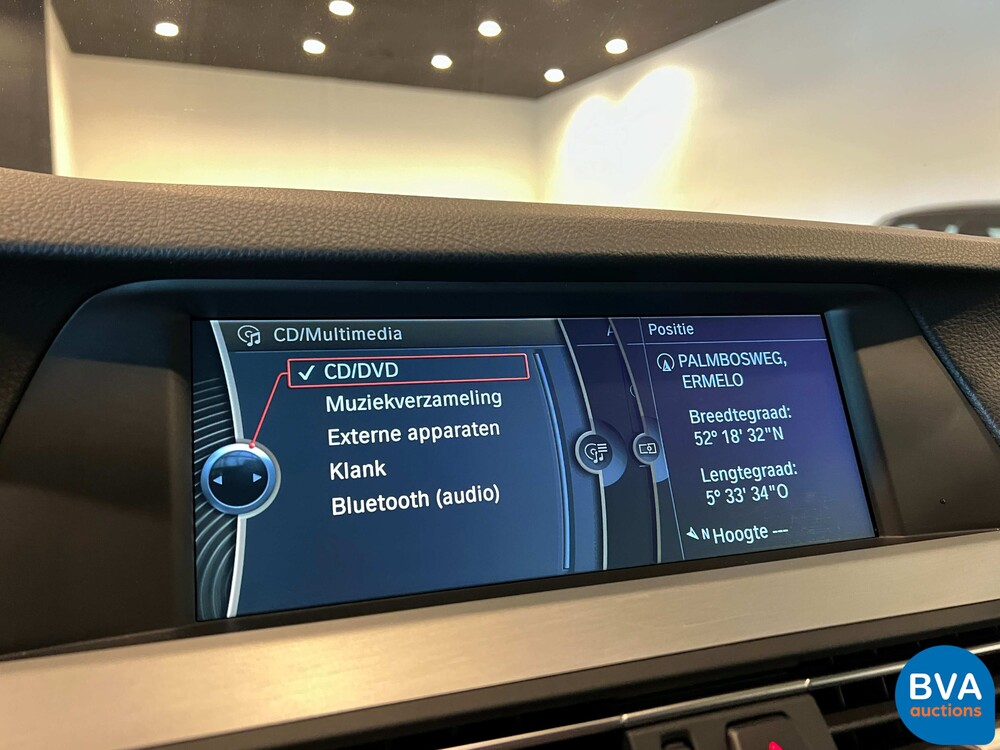 CD/Multimedia
✓ CD/DVD
Muziekverzameling
Externe apparaten
Klank
Bluetooth (audio)
Positie
PALMBOSWEG,
ERMELO
Breedtegraad:
52° 18' 32"N
Lengtegraad:
5° 33' 34"O
N Hoogte ---
BVA
auctions